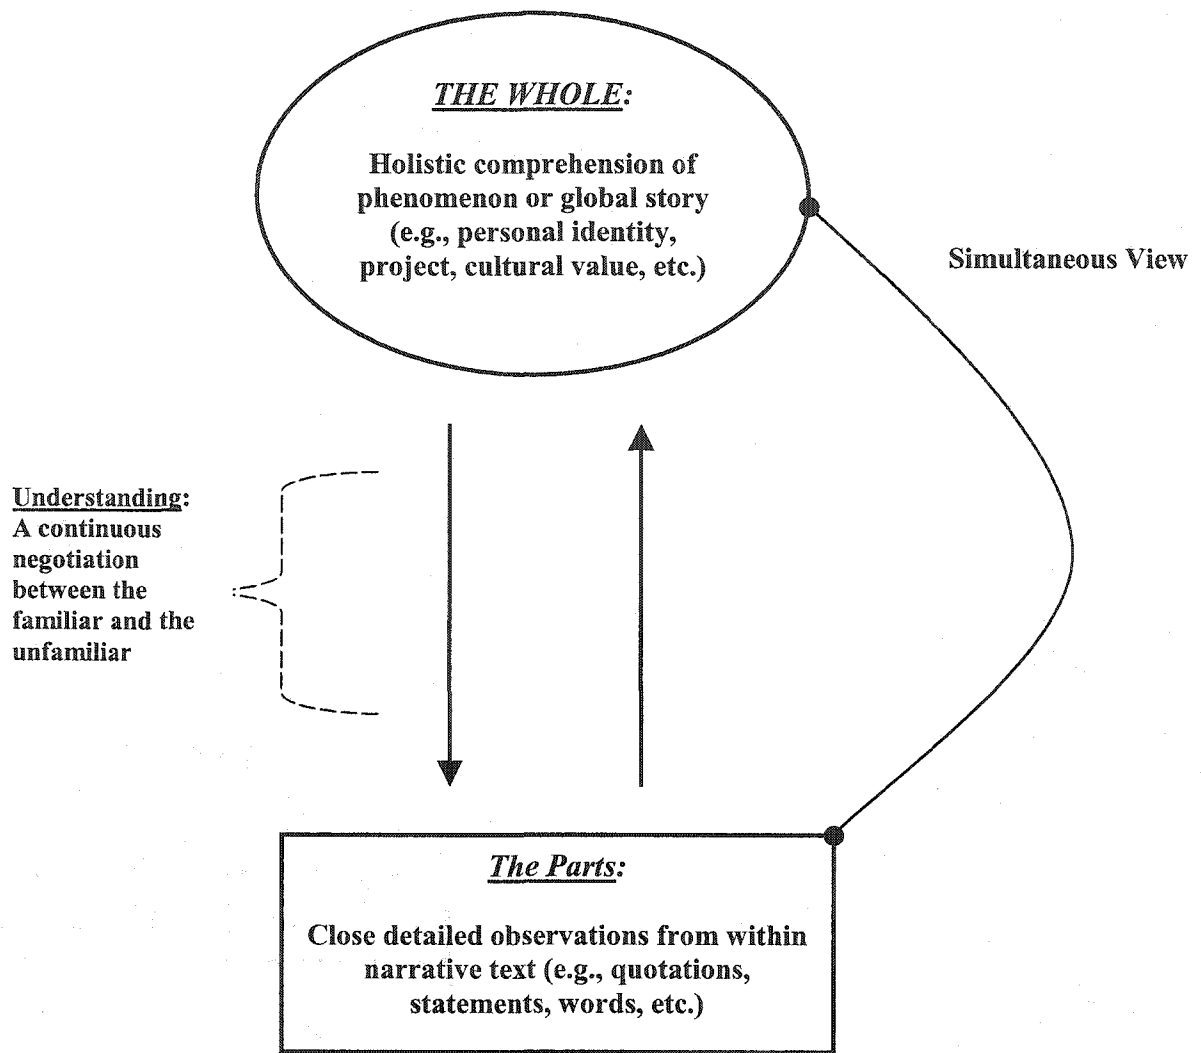 THE WHOLE:
Holistic comprehension of
phenomenon or global story
(e.g., personal identity,
project, cultural value, etc.)
Simultaneous View
Understanding:
A continuous
negotiation
between the
familiar and the
unfamiliar
The Parts:
Close detailed observations from within
narrative text (e.g., quotations,
statements, words, etc.)